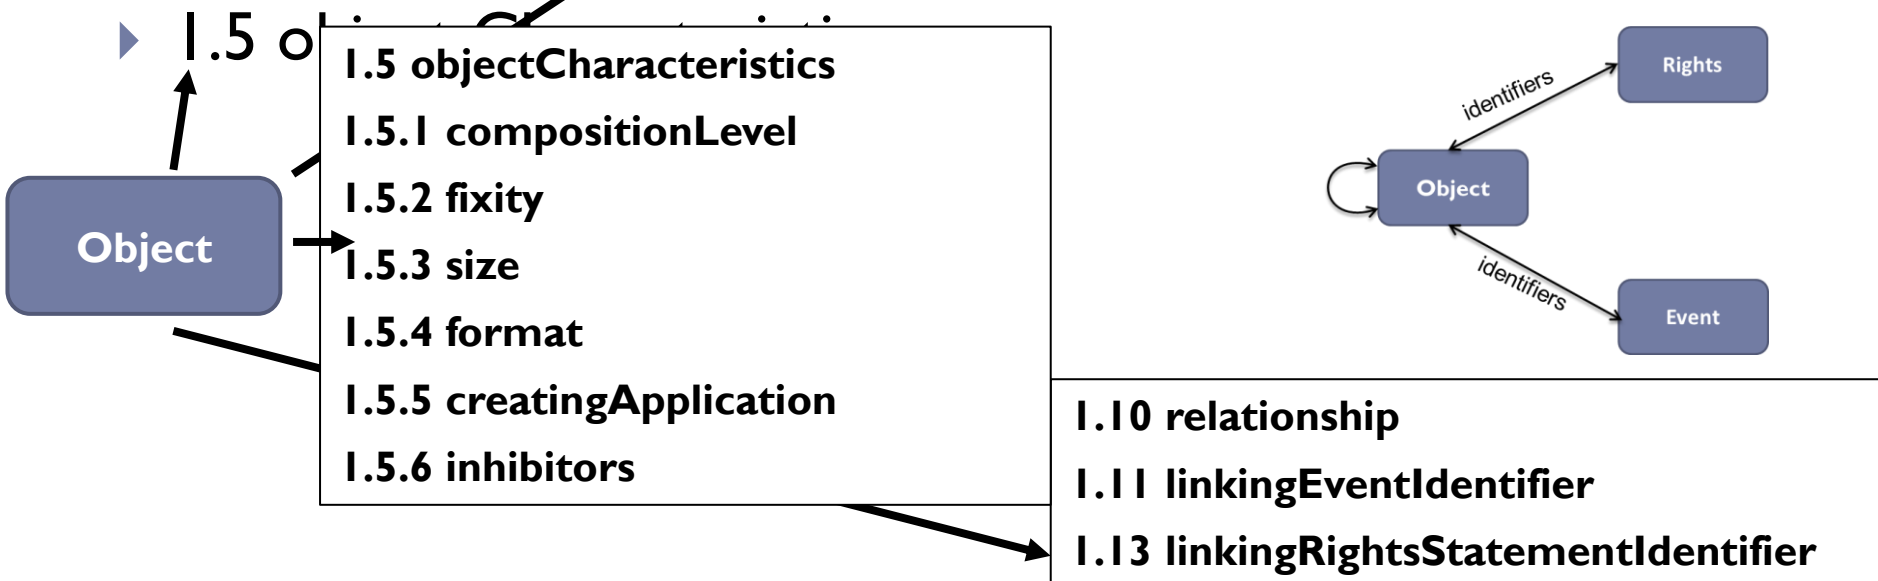 1.5
1.5 objectCharacteristics
1.5.1 compositionLevel
1.5.2 fixity
1.5.3 size
1.5.4 format
1.5.5 creatingApplication
1.5.6 inhibitors
Object
Rights
identifiers
Object
identifiers
Event
1.10 relationship
1.11 linkingEventIdentifier
1.13 linkingRightsStatementIdentifier